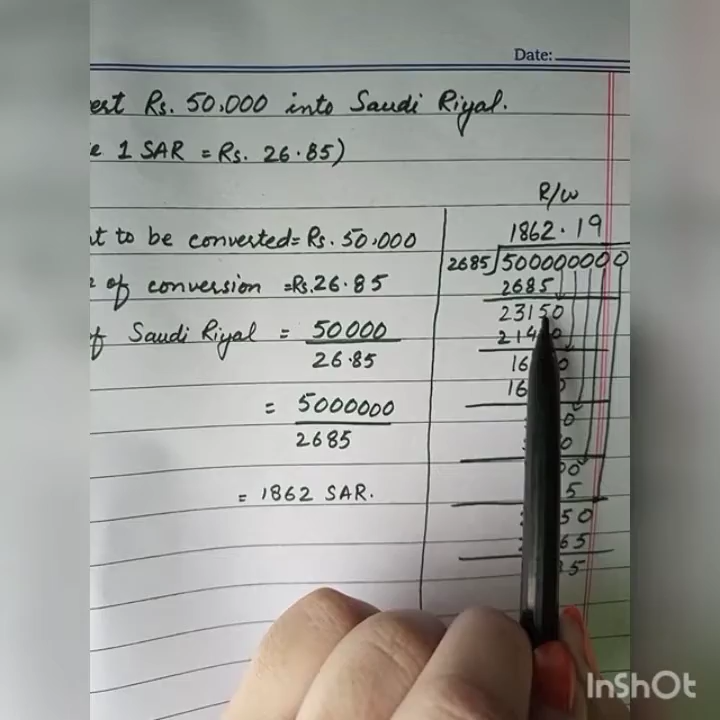 Date:
est Rs. 50,000 into Saudi Riyal.
e 1 SAR = Rs. 26.85)
t to be converted = Rs. 50,000
e of conversion = Rs. 26.85
of Saudi Riyal = 50000
26.85
= 5000000
2685
= 1862 SAR.
R/W
1862.19
2685)500000000
2685
23150
InShOt